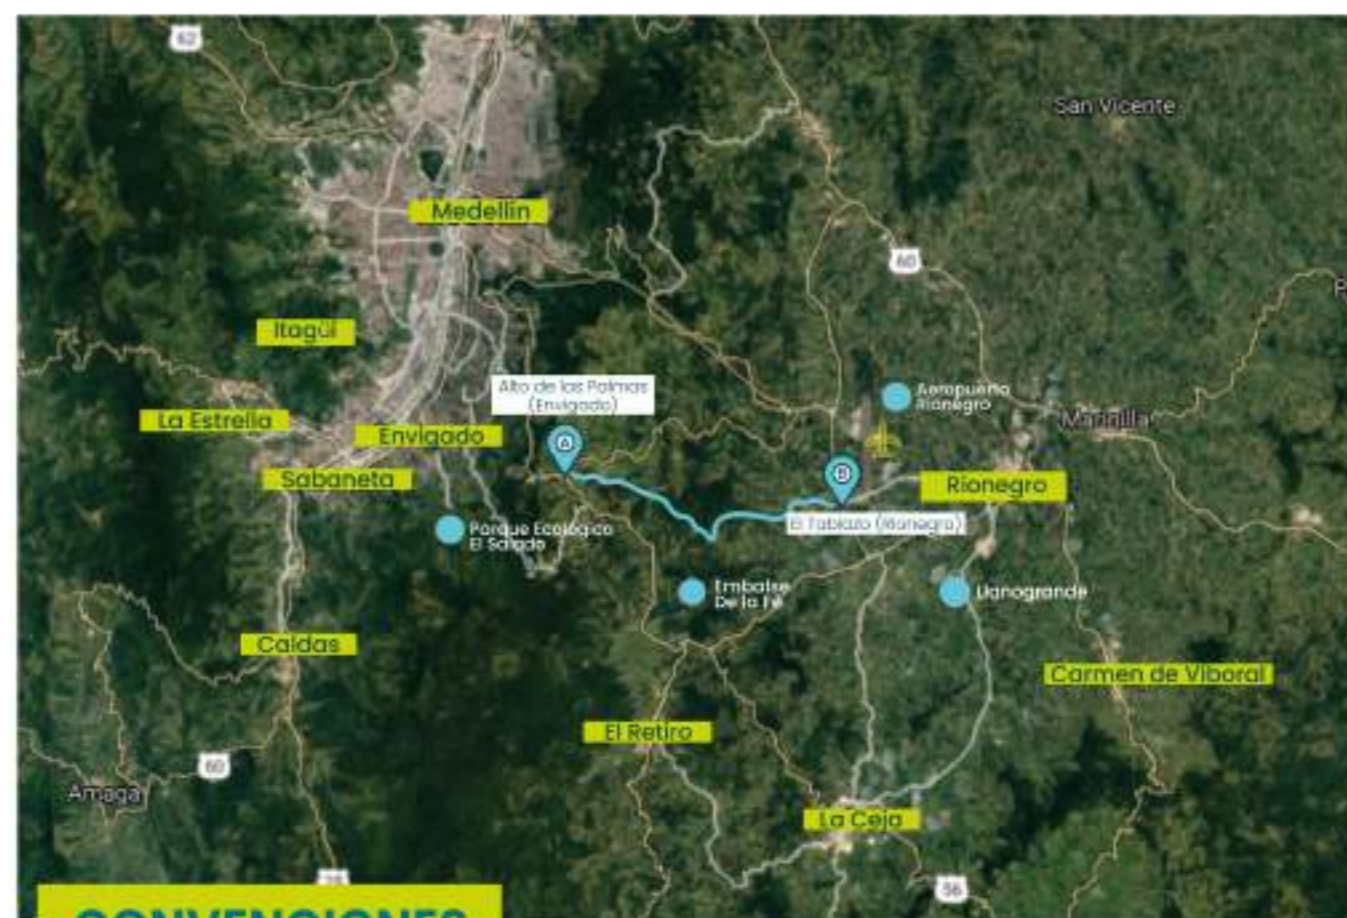 62
San Vicente
Medellín
60
Itagüí
Alto de las Palmas
(Envigado)
Aeropuerto
Rionegro
La Estrella
Marinilla
Envigado
A
B
Sabaneta
Rionegro
El Tablazo (Rionegro)
Parque Ecológico
El Salado
Embalse
De la Fé
Llanogrande
Caldas
Carmen de Viboral
El Retiro
60
Amagá
La Ceja
56
CONVENCIONES